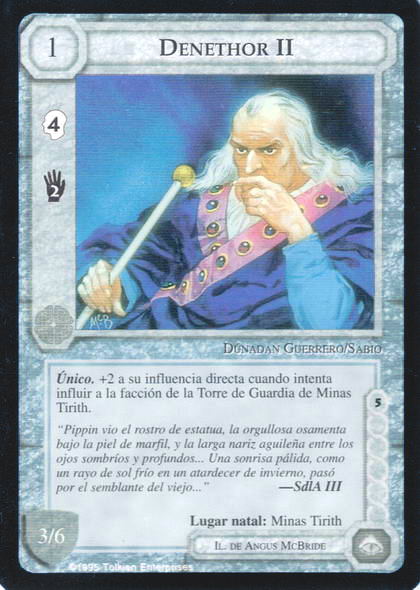 1
DENETHOR II
4
2
McB
DÚNADAN GUERRERO/SABIO
Único. +2 a su influencia directa cuando intenta
influir a la facción de la Torre de Guardia de Minas
Tirith.
5
“Pippin vio el rostro de estatua, la orgullosa osamenta
bajo la piel de marfil, y la larga nariz aguileña entre los
ojos sombríos y profundos... Una sonrisa pálida, como
un rayo de sol frío en un atardecer de invierno, pasó
por el semblante del viejo...” —SdlA III
Lugar natal: Minas Tirith
3/6
IL. DE ANGUS MCBRIDE
©1995 Tolkien Enterprises